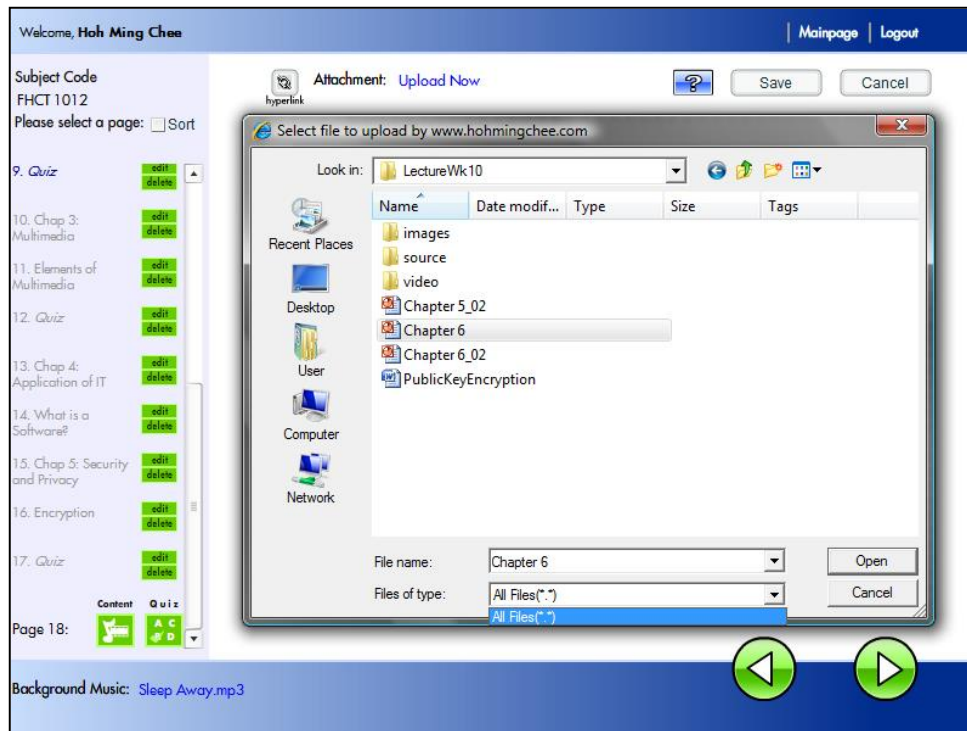 Welcome, Hoh Ming Chee
Mainpage
Logout
Subject Code
FHCT 1012
Please select a page:
Sort
9. Quiz
edit
delete
10. Chap 3:
Multimedia
edit
delete
11. Elements of
Multimedia
edit
delete
12. Quiz
edit
delete
13. Chap 4:
Application of IT
edit
delete
14. What is a
Software?
edit
delete
15. Chap 5: Security
and Privacy
edit
delete
16. Encryption
edit
delete
17. Quiz
edit
delete
Content
Quiz
Page 18:
A C
D
hyperlink
Attachment: Upload Now
?
Save
Cancel
Select file to upload by www.hohmingchee.com
Look in:
LectureWk10
Recent Places
Desktop
User
Computer
Network
Name
Date modif...
Type
Size
Tags
images
source
video
Chapter 5_02
Chapter 6
Chapter 6_02
PublicKeyEncryption
File name:
Chapter 6
Open
Files of type:
All Files(*.*)
Cancel
All Files(*.*)
Background Music: Sleep Away.mp3